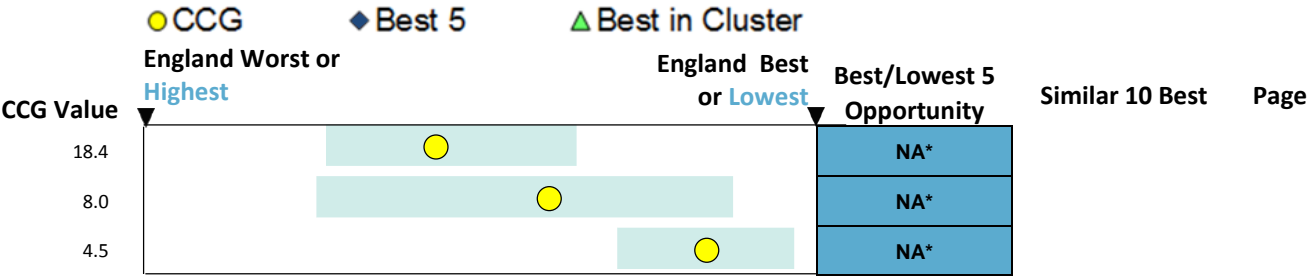 CCG Best 5 Best in Cluster
England Worst or Highest
England Best or Lowest
Best/Lowest 5 Opportunity
CCG Value
Similar 10 Best
Page
18.4 NA*
8.0 NA*
4.5 NA*